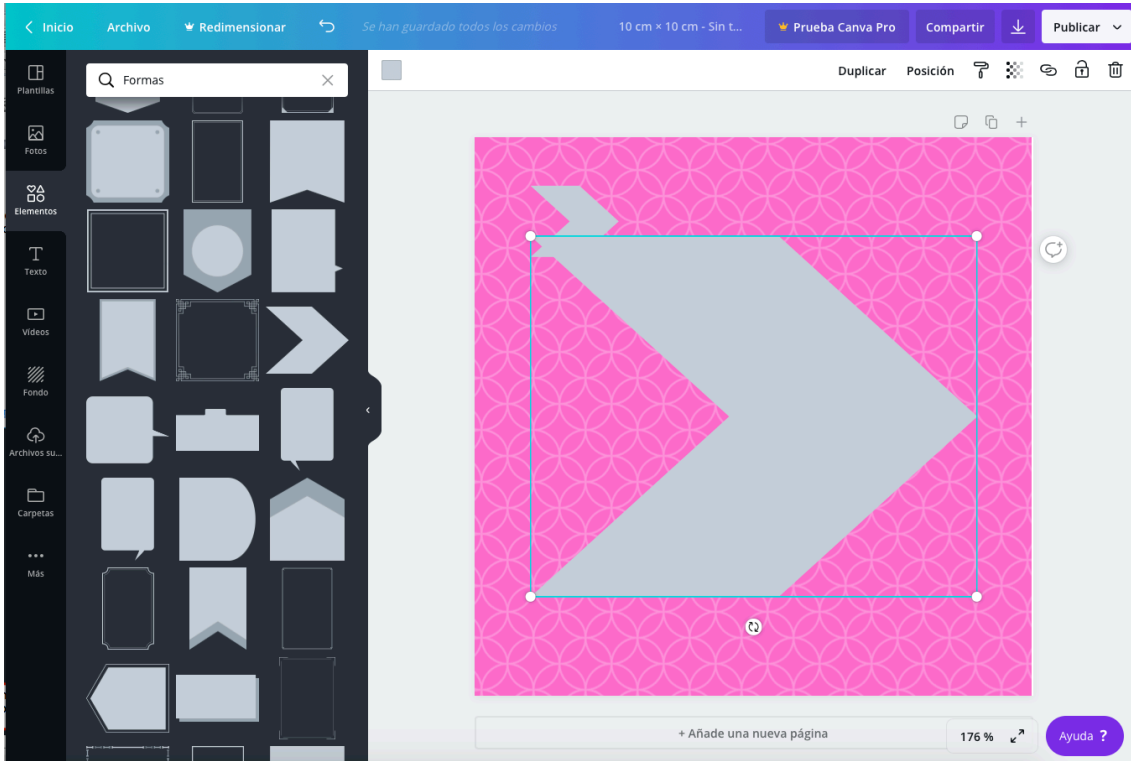 Inicio
Archivo
Redimensionar
Se han guardado todos los cambios
10 cm × 10 cm - Sin t...
Prueba Canva Pro
Compartir
Publicar
Plantillas
Fotos
Elementos
Texto
Vídeos
Fondo
Archivos su...
Carpetas
Más
Formas
Duplicar
Posición
+ Añade una nueva página
176 %
Ayuda ?